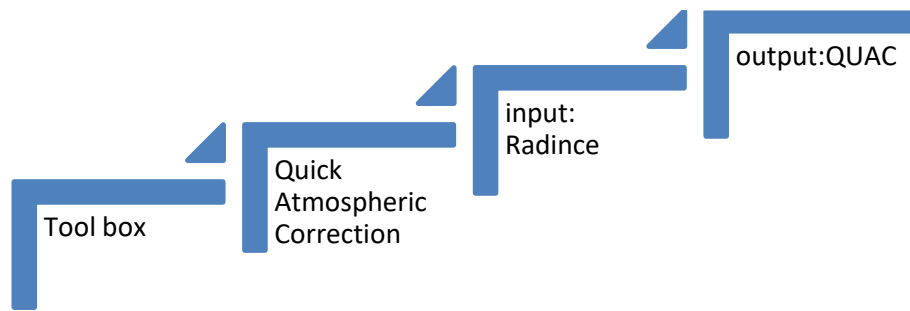 Tool box
Quick
Atmospheric
Correction
input:
Radince
output:QUAC